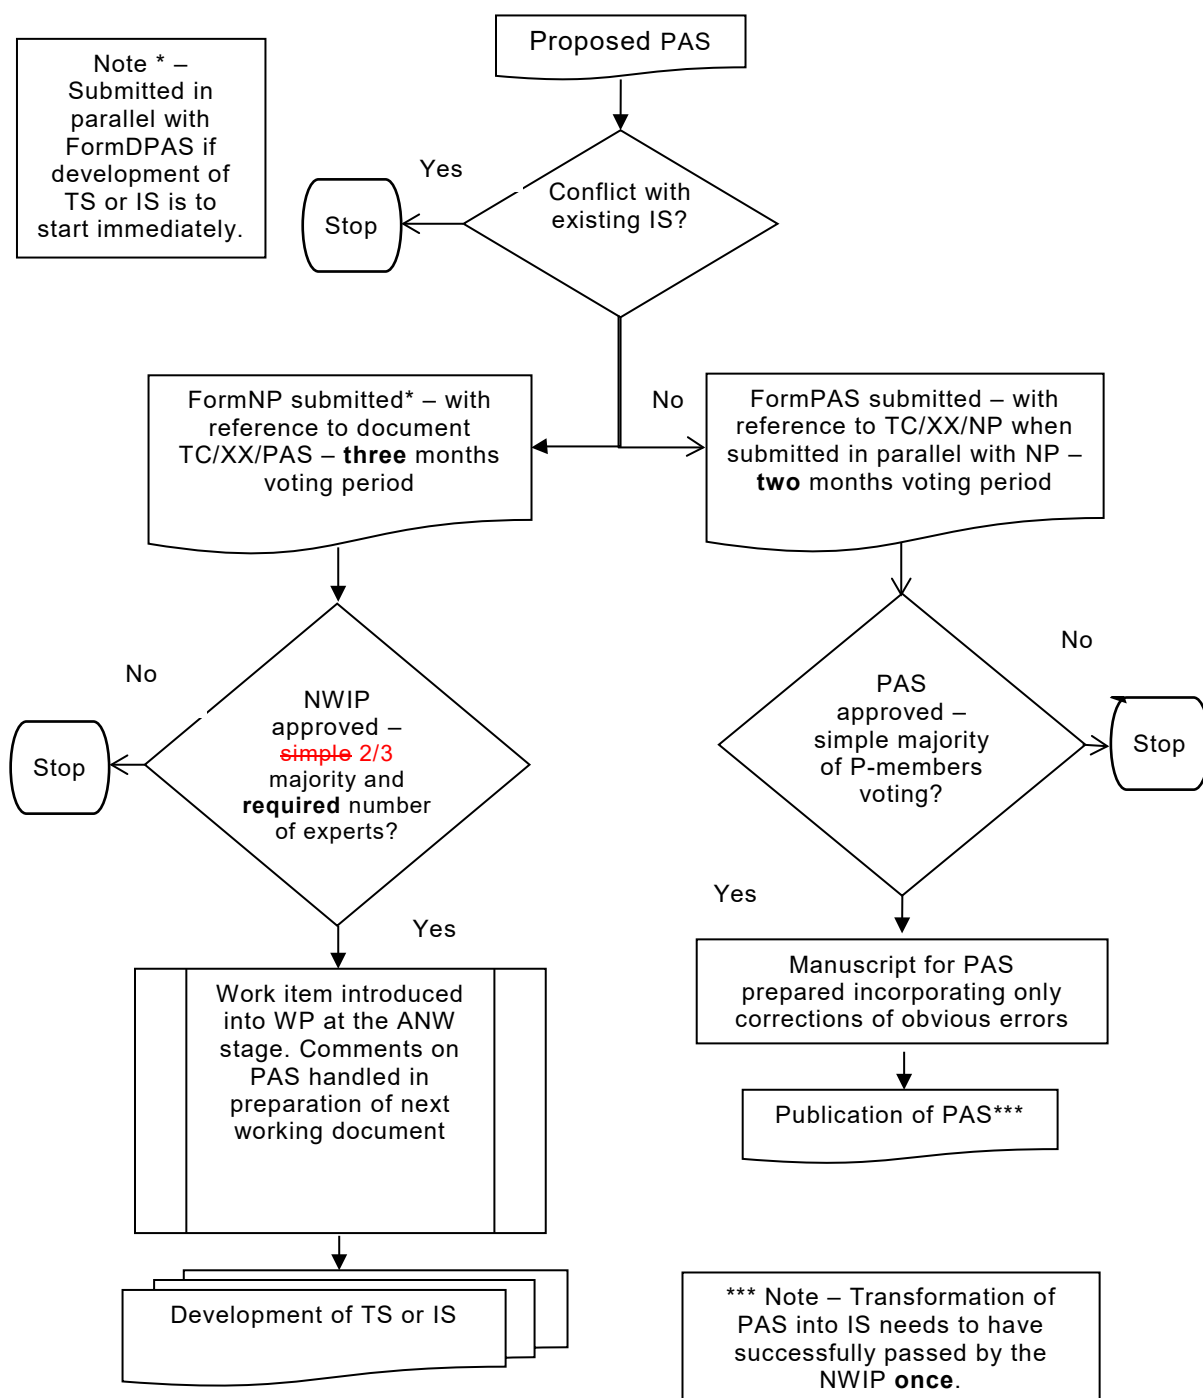 Proposed PAS
Note * –
Submitted in
parallel with
FormDPAS if
development of
TS or IS is to
start immediately.
Yes
Conflict with
existing IS?
Stop
FormNP submitted* – with
reference to document
TC/XX/PAS – three months
voting period
No
FormPAS submitted – with
reference to TC/XX/NP when
submitted in parallel with NP –
two months voting period
No
NWIP
approved –
simple 2/3
majority and
required number
of experts?
Stop
No
PAS
approved –
simple majority
of P-members
voting?
Stop
Yes
Yes
Work item introduced
into WP at the ANW
stage. Comments on
PAS handled in
preparation of next
working document
Manuscript for PAS
prepared incorporating only
corrections of obvious errors
Publication of PAS***
Development of TS or IS
*** Note – Transformation of
PAS into IS needs to have
successfully passed by the
NWIP once.